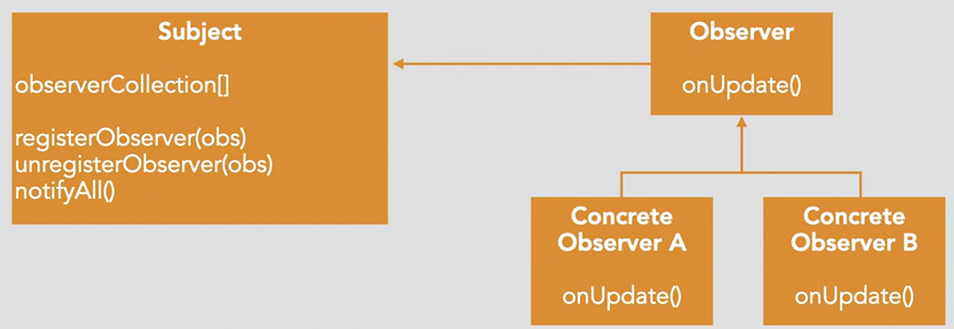 Subject
observerCollection[]
registerObserver(obs)
unregisterObserver(obs)
notifyAll()
Observer
onUpdate()
Concrete
Observer A
onUpdate()
Concrete
Observer B
onUpdate()